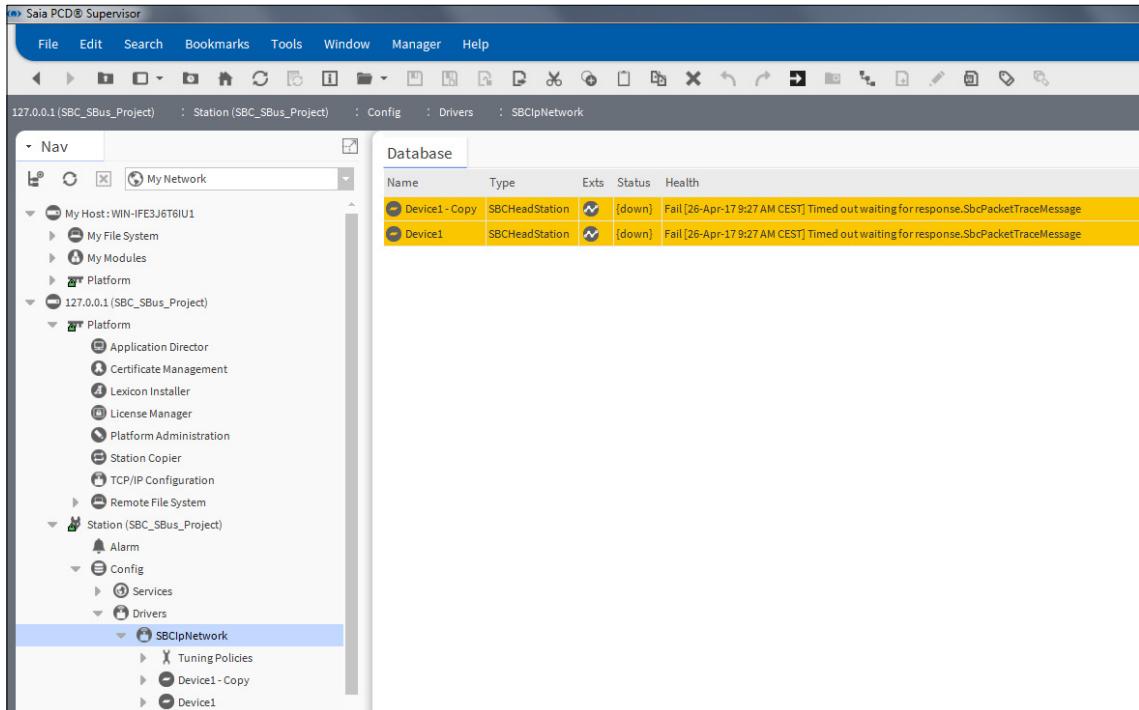 Saia PCD® Supervisor
File Edit Search Bookmarks Tools Window Manager Help
127.0.0.1 (SBC_SBus_Project) : Station (SBC_SBus_Project) : Config : Drivers : SBCIpNetwork
Nav
My Network
My Host : WIN-IFE3J6T6IU1
My File System
My Modules
Platform
127.0.0.1 (SBC_SBus_Project)
Platform
Application Director
Certificate Management
Lexicon Installer
License Manager
Platform Administration
Station Copier
TCP/IP Configuration
Remote File System
Station (SBC_SBus_Project)
Alarm
Config
Services
Drivers
SBCIpNetwork
Tuning Policies
Device1 - Copy
Device1
Database
Name Type Exts Status Health
Device1 - Copy SBCHeadStation {down} Fail [26-Apr-17 9:27 AM CEST] Timed out waiting for response.SbcPacketTraceMessage
Device1 SBCHeadStation {down} Fail [26-Apr-17 9:27 AM CEST] Timed out waiting for response.SbcPacketTraceMessage